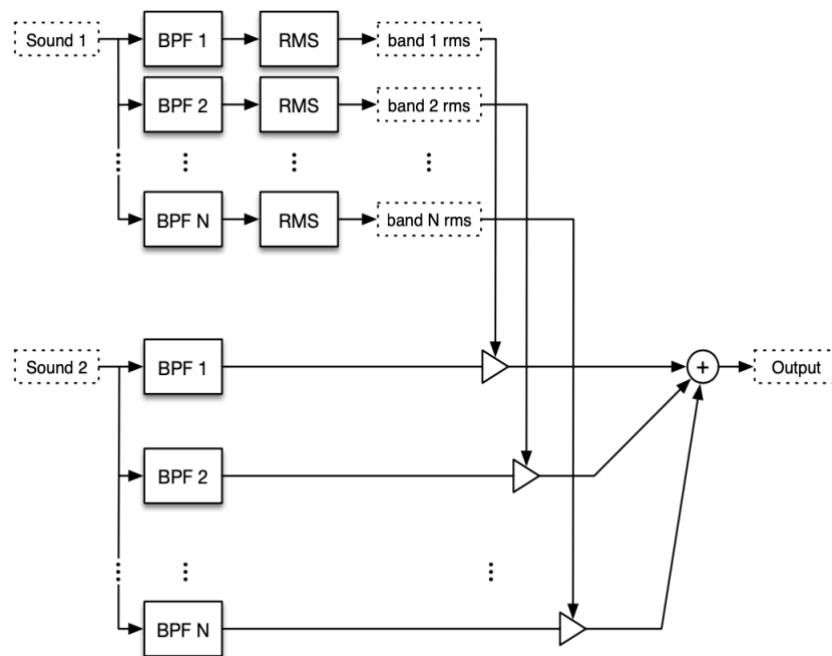 Sound 1 BPF 1 RMS band 1 rms
BPF 2 RMS band 2 rms
BPF N RMS band N rms
Sound 2 BPF 1 + Output
BPF 2
BPF N